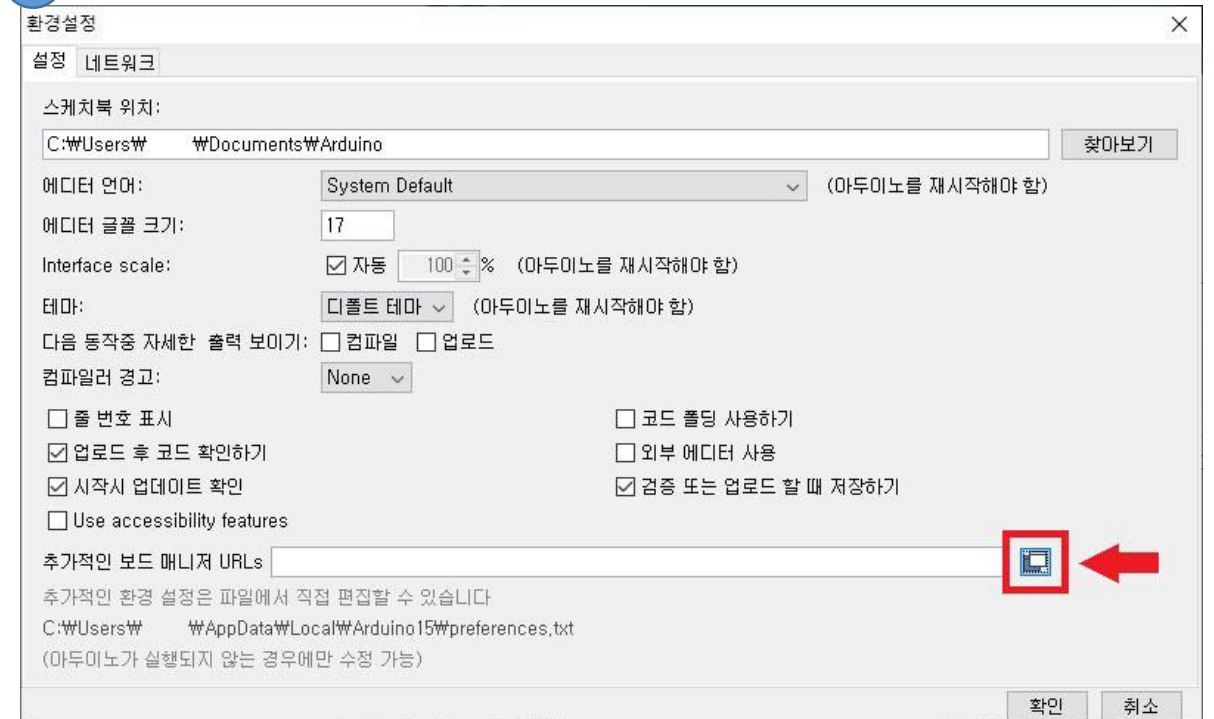 환경설정
설정 네트워크
스케치북 위치:
C:₩Users₩ ₩Documents₩Arduino 찾아보기
에디터 언어: System Default (아두이노를 재시작해야 함)
에디터 글꼴 크기: 17
Interface scale: 자동 100 % (아두이노를 재시작해야 함)
테마: 디폴트 테마 (아두이노를 재시작해야 함)
다음 동작중 자세한 출력 보이기: 컴파일 업로드
컴파일러 경고: None
줄 번호 표시 코드 폴딩 사용하기
업로드 후 코드 확인하기 외부 에디터 사용
시작시 업데이트 확인 검증 또는 업로드 할 때 저장하기
Use accessibility features
추가적인 보드 매니저 URLs
추가적인 환경 설정은 파일에서 직접 편집할 수 있습니다
C:₩Users₩ ₩AppData₩Local₩Arduino15₩preferences.txt
(아두이노가 실행되지 않는 경우에만 수정 가능)
확인 취소